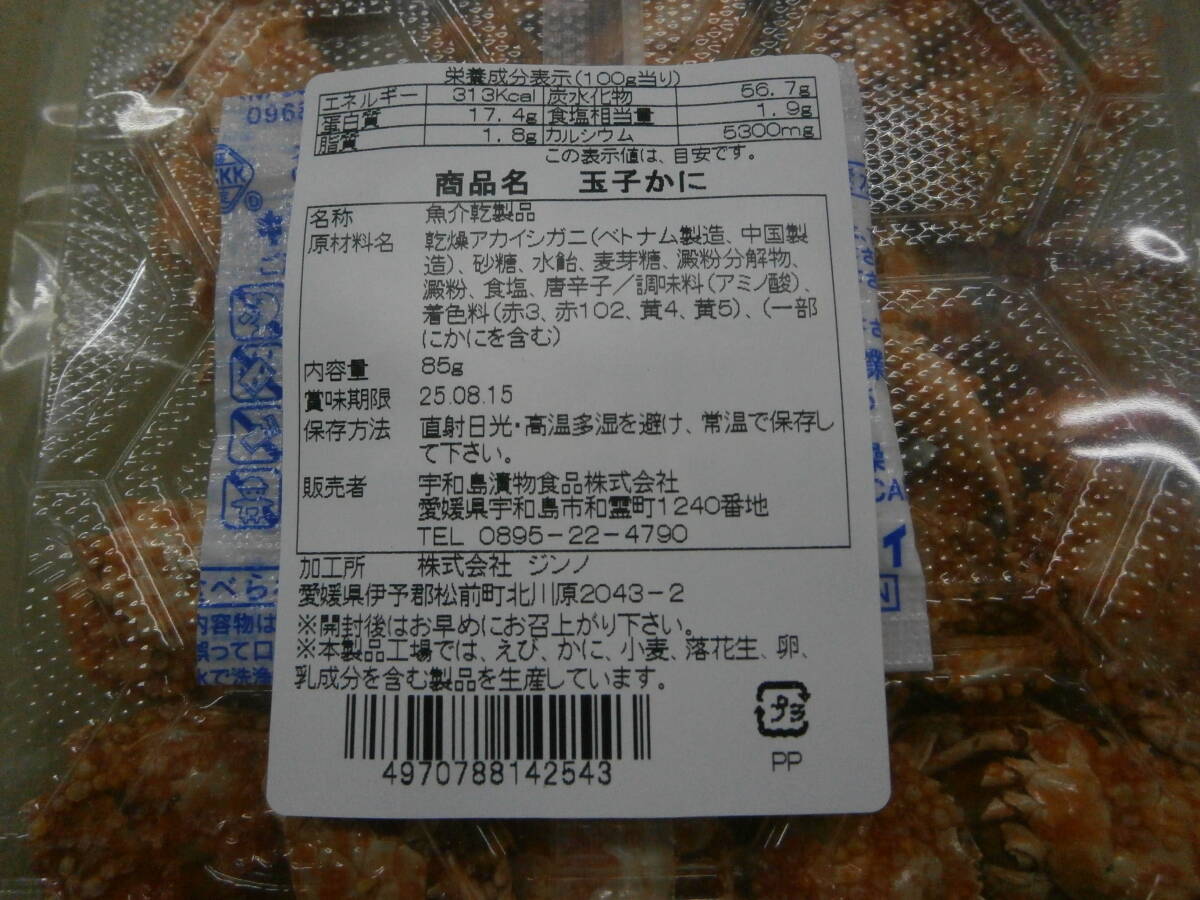 栄養成分表示(100g当り)
エネルギー 313Kcal 炭水化物 56.7g
蛋白質 17.4g 食塩相当量 1.9g
脂質 1.8g カルシウム 5300mg
この表示値は、目安です。
商品名 玉子かに
名称 魚介乾製品
原材料名 乾燥アカイシガニ(ベトナム製造、中国製
造)、砂糖、水飴、麦芽糖、澱粉分解物、
澱粉、食塩、唐辛子/調味料(アミノ酸)、
着色料(赤3、赤102、黄4、黄5)、(一部
にかにを含む)
内容量 85g
賞味期限 25.08.15
保存方法 直射日光・高温多湿を避け、常温で保存し
て下さい。
販売者 宇和島漬物食品株式会社
愛媛県宇和島市和霊町1240番地
TEL 0895-22-4790
加工所 株式会社 ジンノ
愛媛県伊予郡松前町北川原2043-2
※開封後はお早めにお召上がり下さい。
※本製品工場では、えび、かに、小麦、落花生、卵、
乳成分を含む製品を生産しています。
4970788142543
プラ
PP
内容物は
誤って口
水で洗浄